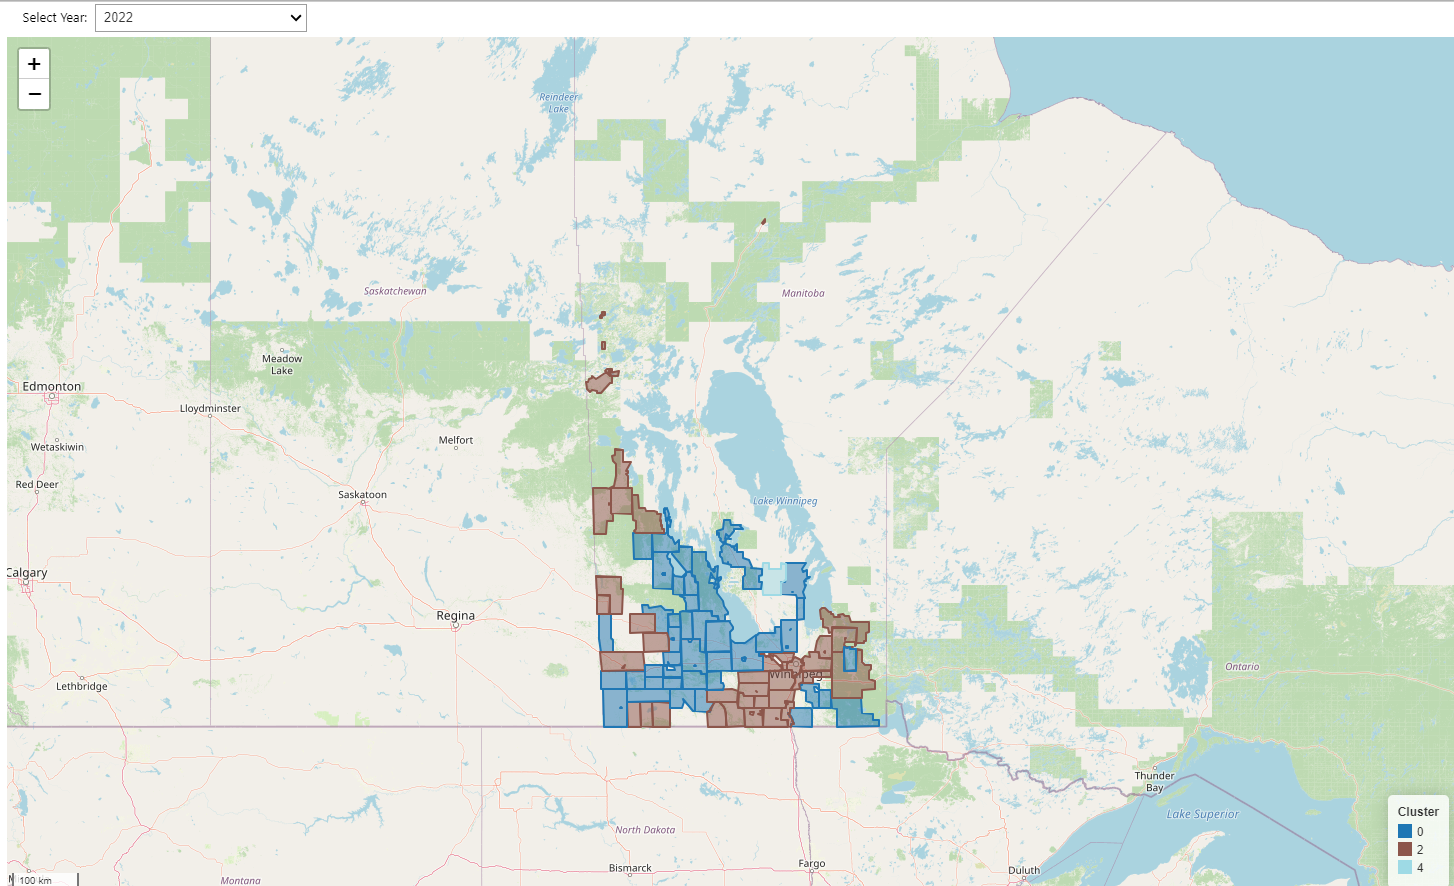 Select Year: 2022
+
−
Reindeer
Lake
Saskatchewan
Manitoba
Meadow
Lake
Edmonton
Lloydminster
Wetaskiwin
Melfort
Red Deer
Saskatoon
Lake Winnipeg
Calgary
Regina
Winnipeg
Ontario
Lethbridge
Thunder
Bay
Lake Superior
North Dakota
Bismarck
Fargo
Duluth
Montana
100 km
Cluster
0
2
4